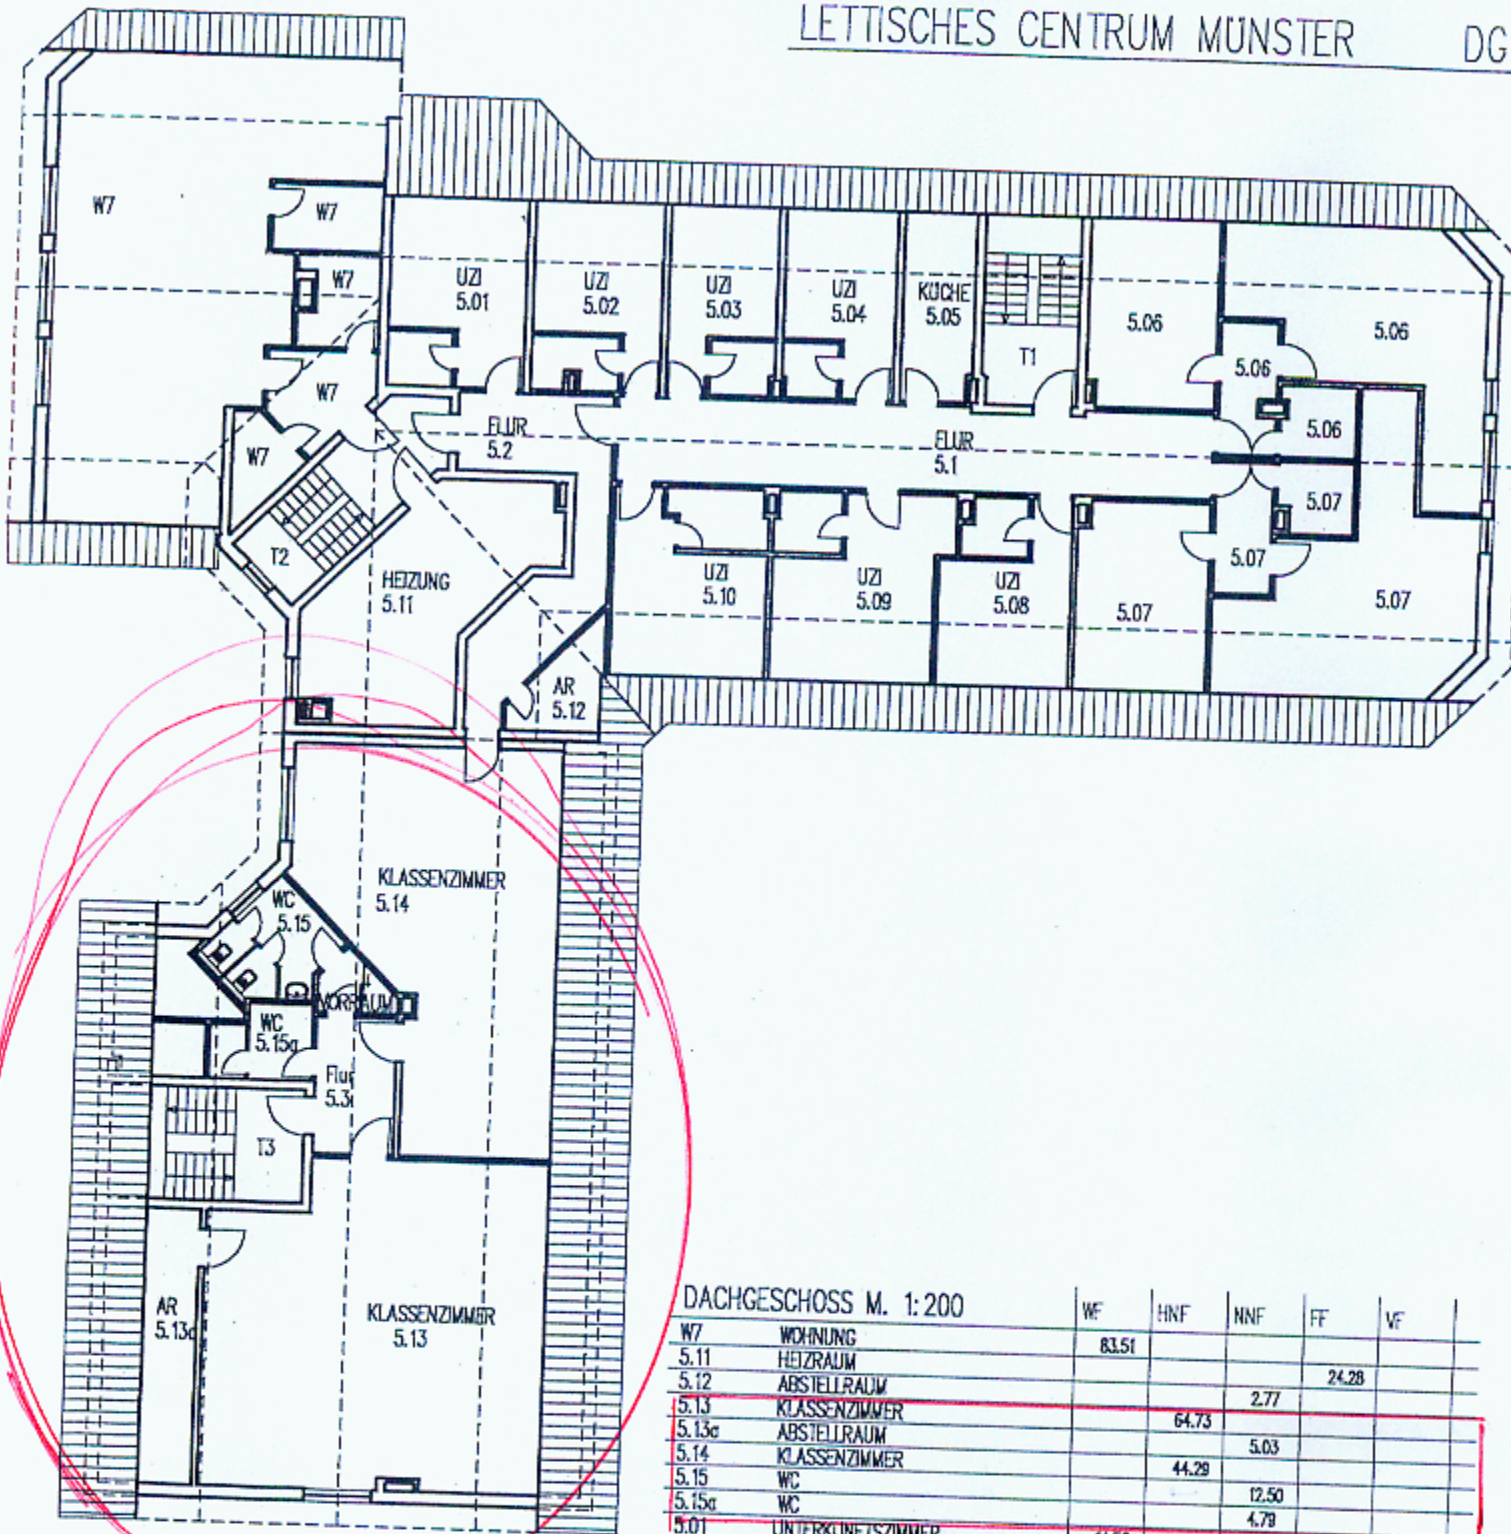 LETTISCHES CENTRUM MÜNSTER DG
W7
W7
W7
W7
W7
UZI
5.01
UZI
5.02
UZI
5.03
UZI
5.04
KÜCHE
5.05
T1
5.06
5.06
5.06
5.06
FLUR
5.2
FLUR
5.1
5.07
5.07
5.07
5.07
T2
HEIZUNG
5.11
UZI
5.10
UZI
5.09
UZI
5.08
AR
5.12
KLASSENZIMMER
5.14
WC
5.15
VORRAUM
WC
5.15a
Flur
5.3
T3
AR
5.13a
KLASSENZIMMER
5.13
DACHGESCHOSS M. 1:200 WF HNF NNF FF VF
W7 WOHNUNG 83.51
5.11 HEIZRAUM 24.28
5.12 ABSTELLRAUM 2.77
5.13 KLASSENZIMMER 64.73
5.13a ABSTELLRAUM 5.03
5.14 KLASSENZIMMER 44.29
5.15 WC 12.50
5.15a WC 4.79
5.01 UNTERKUNFTSZIMMER